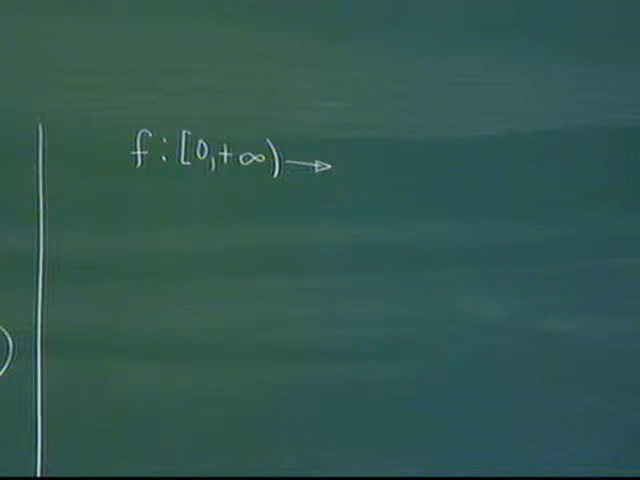 f : [0, +∞) →